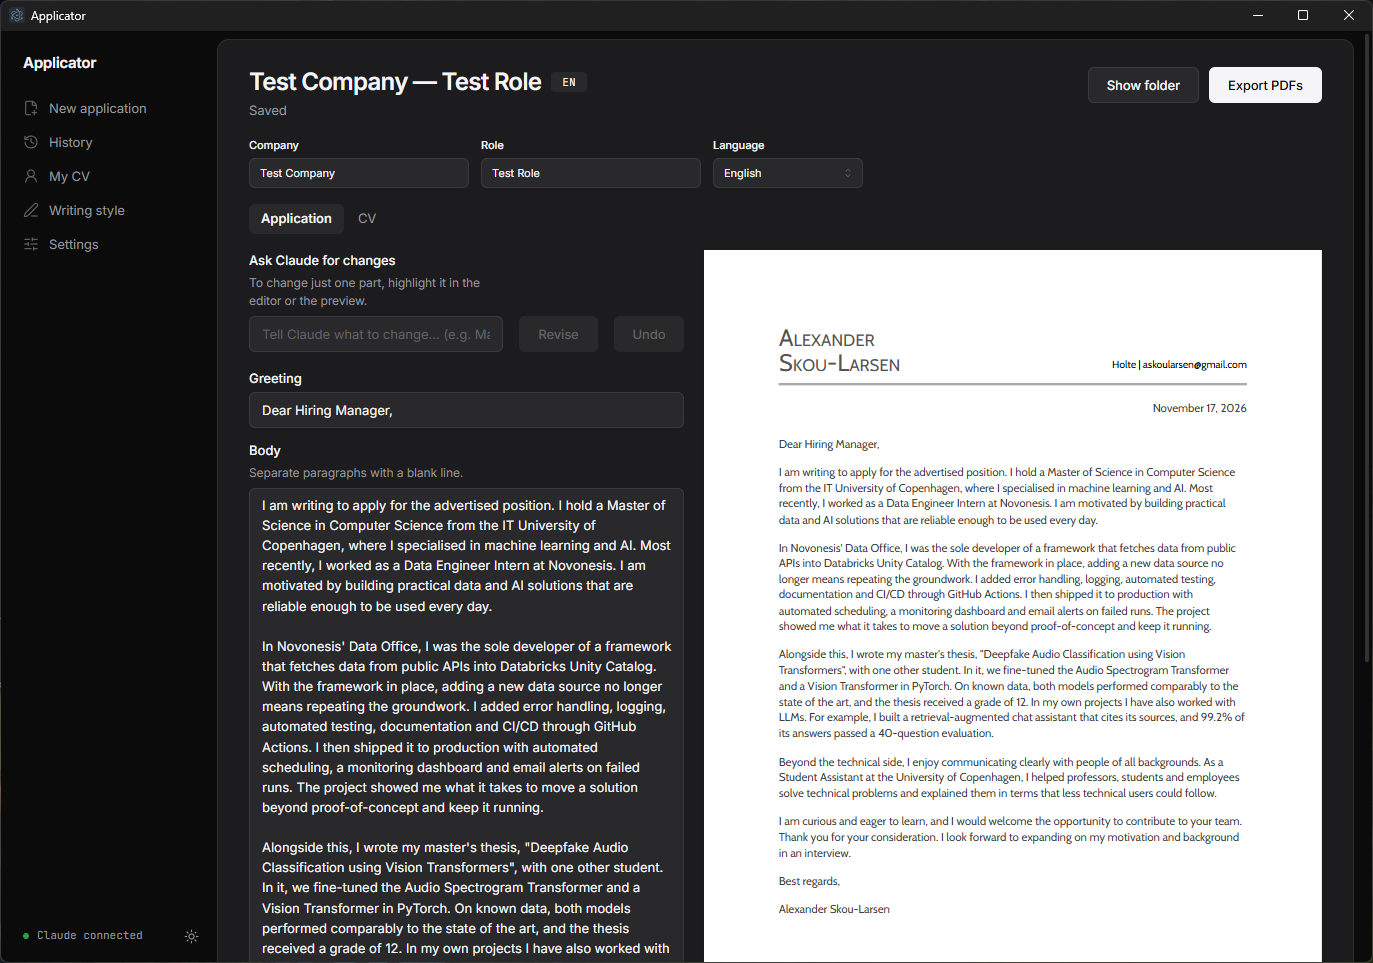 Applicator
Applicator
New application
History
My CV
Writing style
Settings
Claude connected
Test Company — Test Role EN
Saved
Show folder
Export PDFs
Company
Role
Language
Test Company
Test Role
English
Application
CV
Ask Claude for changes
To change just one part, highlight it in the
editor or the preview.
Tell Claude what to change... (e.g. Ma
Revise
Undo
Greeting
Dear Hiring Manager,
Body
Separate paragraphs with a blank line.
I am writing to apply for the advertised position. I hold a Master of
Science in Computer Science from the IT University of
Copenhagen, where I specialised in machine learning and AI. Most
recently, I worked as a Data Engineer Intern at Novonesis. I am
motivated by building practical data and AI solutions that are
reliable enough to be used every day.
In Novonesis' Data Office, I was the sole developer of a framework
that fetches data from public APIs into Databricks Unity Catalog.
With the framework in place, adding a new data source no longer
means repeating the groundwork. I added error handling, logging,
automated testing, documentation and CI/CD through GitHub
Actions. I then shipped it to production with automated
scheduling, a monitoring dashboard and email alerts on failed
runs. The project showed me what it takes to move a solution
beyond proof-of-concept and keep it running.
Alongside this, I wrote my master's thesis, "Deepfake Audio
Classification using Vision Transformers", with one other student.
In it, we fine-tuned the Audio Spectrogram Transformer and a
Vision Transformer in PyTorch. On known data, both models
performed comparably to the state of the art, and the thesis
received a grade of 12. In my own projects I have also worked with
Alexander
Skou-Larsen
Holte | askoularsen@gmail.com
November 17, 2026
Dear Hiring Manager,
I am writing to apply for the advertised position. I hold a Master of Science in Computer Science
from the IT University of Copenhagen, where I specialised in machine learning and AI. Most
recently, I worked as a Data Engineer Intern at Novonesis. I am motivated by building practical
data and AI solutions that are reliable enough to be used every day.
In Novonesis' Data Office, I was the sole developer of a framework that fetches data from public
APIs into Databricks Unity Catalog. With the framework in place, adding a new data source no
longer means repeating the groundwork. I added error handling, logging, automated testing,
documentation and CI/CD through GitHub Actions. I then shipped it to production with
automated scheduling, a monitoring dashboard and email alerts on failed runs. The project
showed me what it takes to move a solution beyond proof-of-concept and keep it running.
Alongside this, I wrote my master's thesis, "Deepfake Audio Classification using Vision
Transformers", with one other student. In it, we fine-tuned the Audio Spectrogram Transformer
and a Vision Transformer in PyTorch. On known data, both models performed comparably to the
state of the art, and the thesis received a grade of 12. In my own projects I have also worked with
LLMs. For example, I built a retrieval-augmented chat assistant that cites its sources, and 99.2% of
its answers passed a 40-question evaluation.
Beyond the technical side, I enjoy communicating clearly with people of all backgrounds. As a
Student Assistant at the University of Copenhagen, I helped professors, students and employees
solve technical problems and explained them in terms that less technical users could follow.
I am curious and eager to learn, and I would welcome the opportunity to contribute to your team.
Thank you for your consideration. I look forward to expanding on my motivation and background
in an interview.
Best regards,
Alexander Skou-Larsen